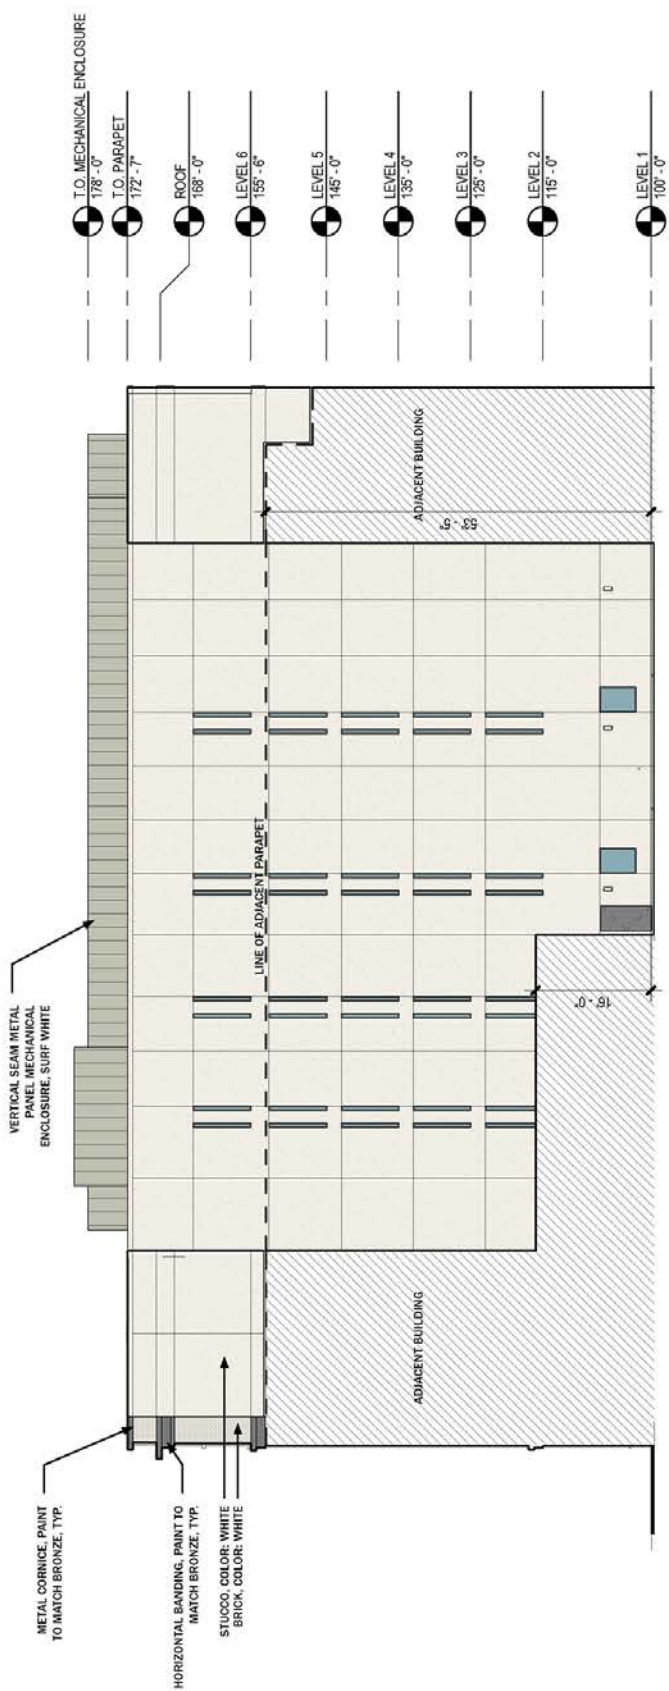 VERTICAL SEAM METAL
PANEL MECHANICAL
ENCLOSURE, SURF WHITE
METAL CORNICE, PAINT
TO MATCH BRONZE, TYP.
HORIZONTAL BANDING, PAINT TO
MATCH BRONZE, TYP.
STUCCO, COLOR: WHITE
BRICK, COLOR: WHITE
LINE OF ADJACENT PARAPET
ADJACENT BUILDING
ADJACENT BUILDING
16' - 0"
53' - 5"
T.O. MECHANICAL ENCLOSURE
178' - 0"
T.O. PARAPET
172' - 7"
ROOF
168' - 0"
LEVEL 6
155' - 6"
LEVEL 5
145' - 0"
LEVEL 4
135' - 0"
LEVEL 3
125' - 0"
LEVEL 2
115' - 0"
LEVEL 1
100' - 0"